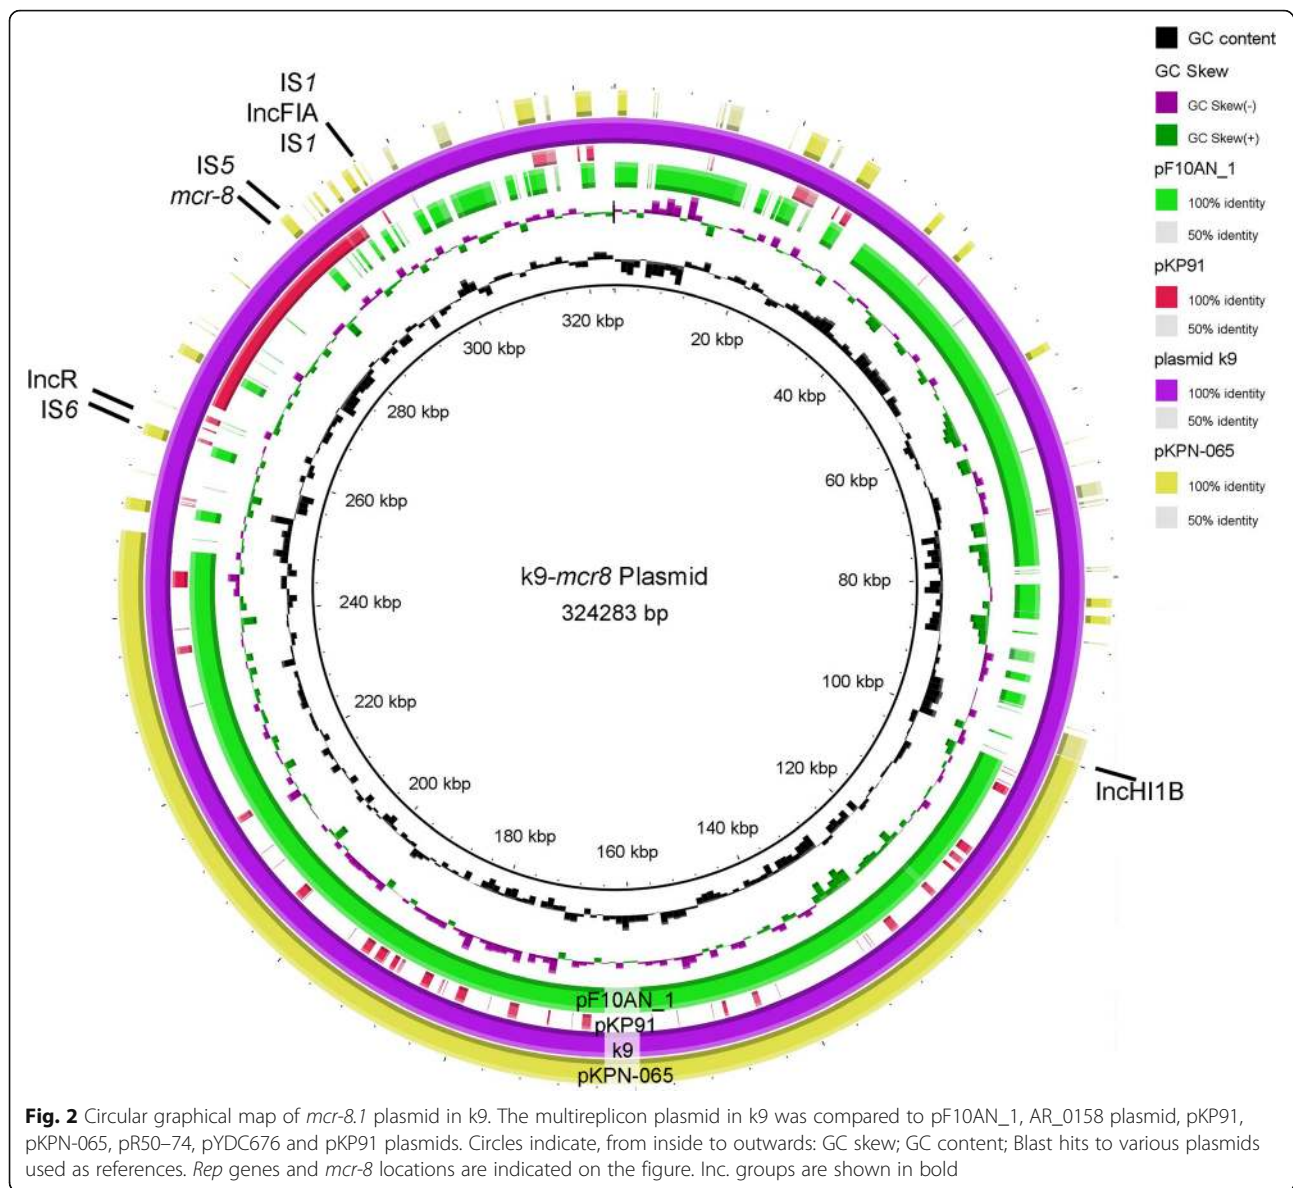 GC content
GC Skew
GC Skew(-)
GC Skew(+)
pF10AN_1
100% identity
50% identity
pKP91
100% identity
50% identity
plasmid k9
100% identity
50% identity
pKPN-065
100% identity
50% identity
IS1
IncFIA
IS1
IS5
mcr-8
IncR
IS6
IncHI1B
320 kbp
20 kbp
40 kbp
60 kbp
80 kbp
100 kbp
120 kbp
140 kbp
160 kbp
180 kbp
200 kbp
220 kbp
240 kbp
260 kbp
280 kbp
300 kbp
k9-mcr8 Plasmid
324283 bp
pF10AN_1
pKP91
k9
pKPN-065
Fig. 2 Circular graphical map of mcr-8.1 plasmid in k9. The multireplicon plasmid in k9 was compared to pF10AN_1, AR_0158 plasmid, pKP91,
pKPN-065, pR50–74, pYDC676 and pKP91 plasmids. Circles indicate, from inside to outwards: GC skew; GC content; Blast hits to various plasmids
used as references. Rep genes and mcr-8 locations are indicated on the figure. Inc. groups are shown in bold